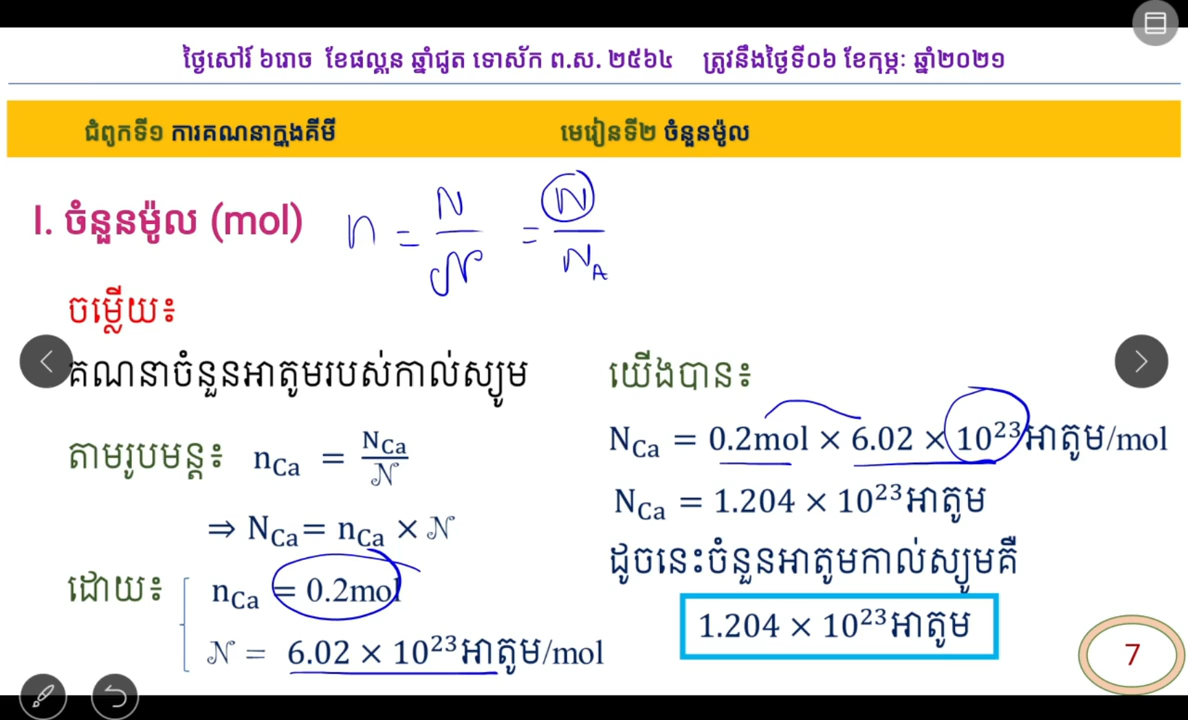 ថ្ងៃសៅរ៍ ៦រោច ខែផល្គុន ឆ្នាំជូត ទោស័ក ព.ស. ២៥៦៤ ត្រូវនឹងថ្ងៃទី០៦ ខែកុម្ភៈ ឆ្នាំ២០២១
ជំពូកទី១ ការគណនាក្នុងគីមី មេរៀនទី២ ចំនួនម៉ូល
I. ចំនួនម៉ូល (mol) n = N/𝒩 = N/N_A
ចម្លើយ៖
គណនាចំនួនអាតូមរបស់កាល់ស្យូម
តាមរូបមន្ត៖ n_Ca = N_Ca/𝒩
⇒ N_Ca = n_Ca × 𝒩
ដោយ៖ n_Ca = 0.2mol
𝒩 = 6.02 × 10²³អាតូម/mol
យើងបាន៖
N_Ca = 0.2mol × 6.02 × 10²³អាតូម/mol
N_Ca = 1.204 × 10²³អាតូម
ដូចនេះចំនួនអាតូមកាល់ស្យូមគឺ
1.204 × 10²³អាតូម
7